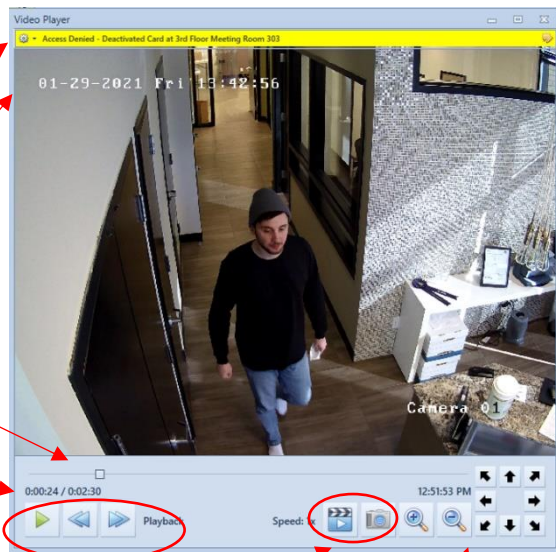 Video Player
Access Denied - Deactivated Card at 3rd Floor Meeting Room 303
01-29-2021 Fri 13:42:56
Camera 01
0:00:24 / 0:02:30
12:51:53 PM
Playback
Speed: 1x